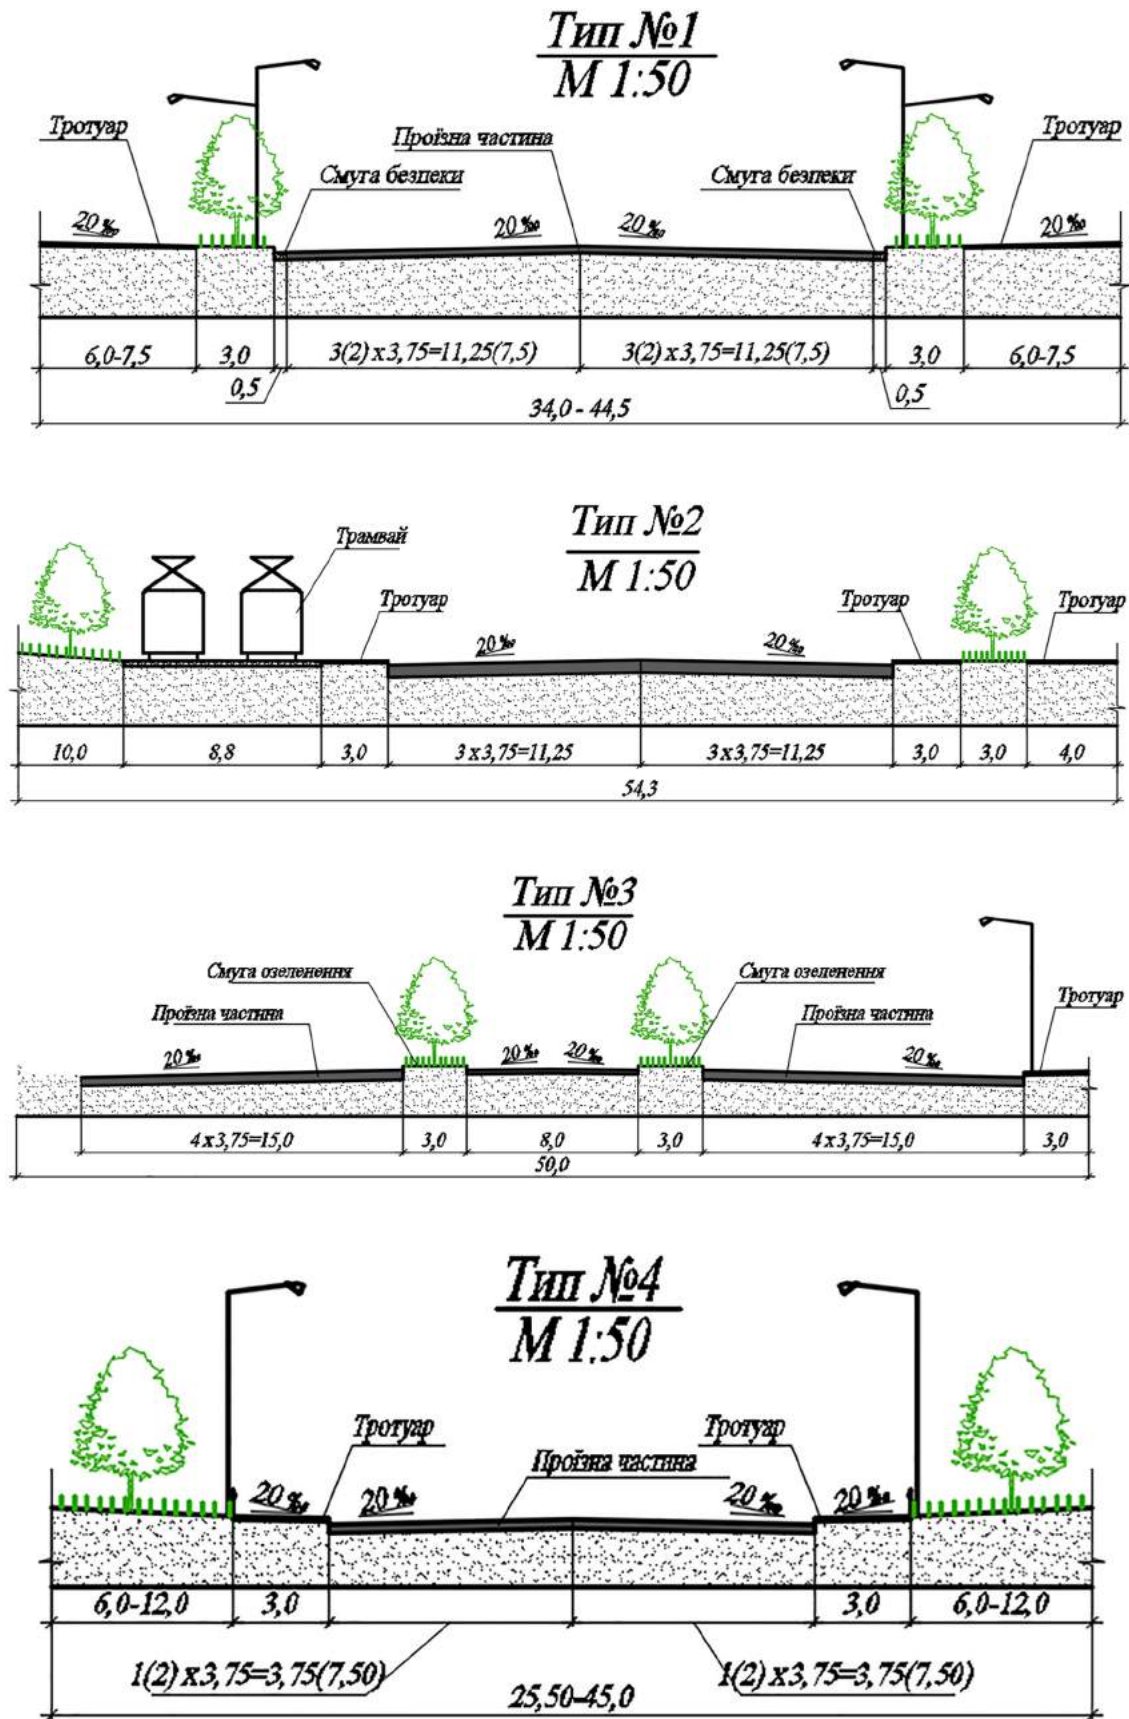 Тип №1
М 1:50
Тротуар
Проїзна частина
Тротуар
Смуга безпеки
Смуга безпеки
20‰
20‰
20‰
20‰
6,0-7,5
3,0
3(2)х3,75=11,25(7,5)
3(2)х3,75=11,25(7,5)
3,0
6,0-7,5
0,5
0,5
34,0 - 44,5
Тип №2
М 1:50
Трамвай
Тротуар
Тротуар
Тротуар
20‰
20‰
10,0
8,8
3,0
3х3,75=11,25
3х3,75=11,25
3,0
3,0
4,0
54,3
Тип №3
М 1:50
Смуга озеленення
Смуга озеленення
Проїзна частина
Проїзна частина
Тротуар
20‰
20‰
20‰
20‰
4х3,75=15,0
3,0
8,0
3,0
4х3,75=15,0
3,0
50,0
Тип №4
М 1:50
Тротуар
Тротуар
Проїзна частина
20‰
20‰
20‰
20‰
6,0-12,0
3,0
3,0
6,0-12,0
1(2)х3,75=3,75(7,50)
1(2)х3,75=3,75(7,50)
25,50-45,0